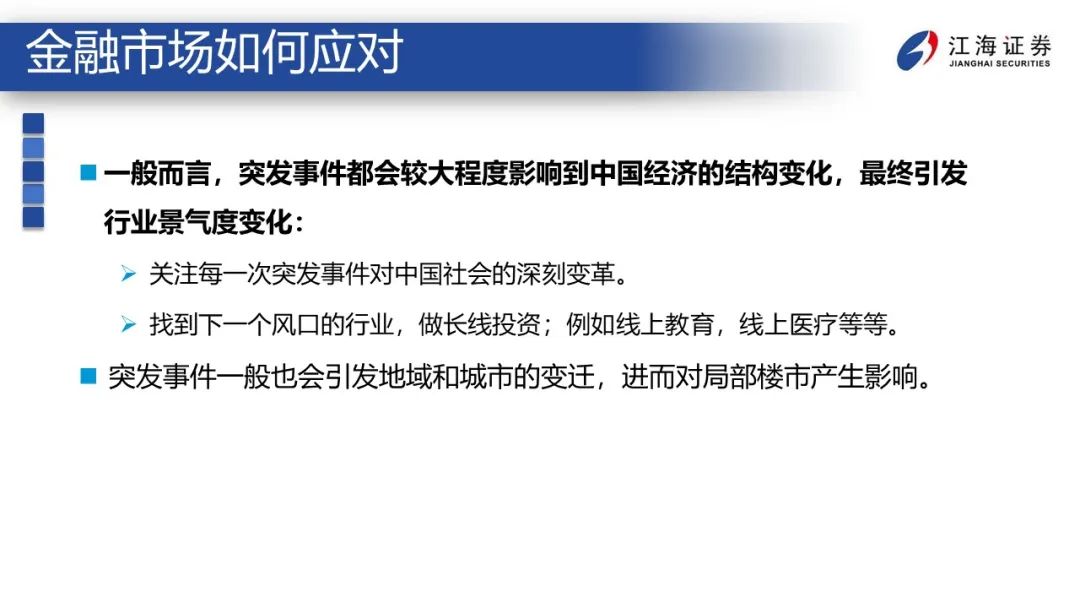 金融市场如何应对
江海证券
JIANGHAI SECURITIES
一般而言，突发事件都会较大程度影响到中国经济的结构变化，最终引发
行业景气度变化：
关注每一次突发事件对中国社会的深刻变革。
找到下一个风口的行业，做长线投资；例如线上教育，线上医疗等等。
突发事件一般也会引发地域和城市的变迁，进而对局部楼市产生影响。